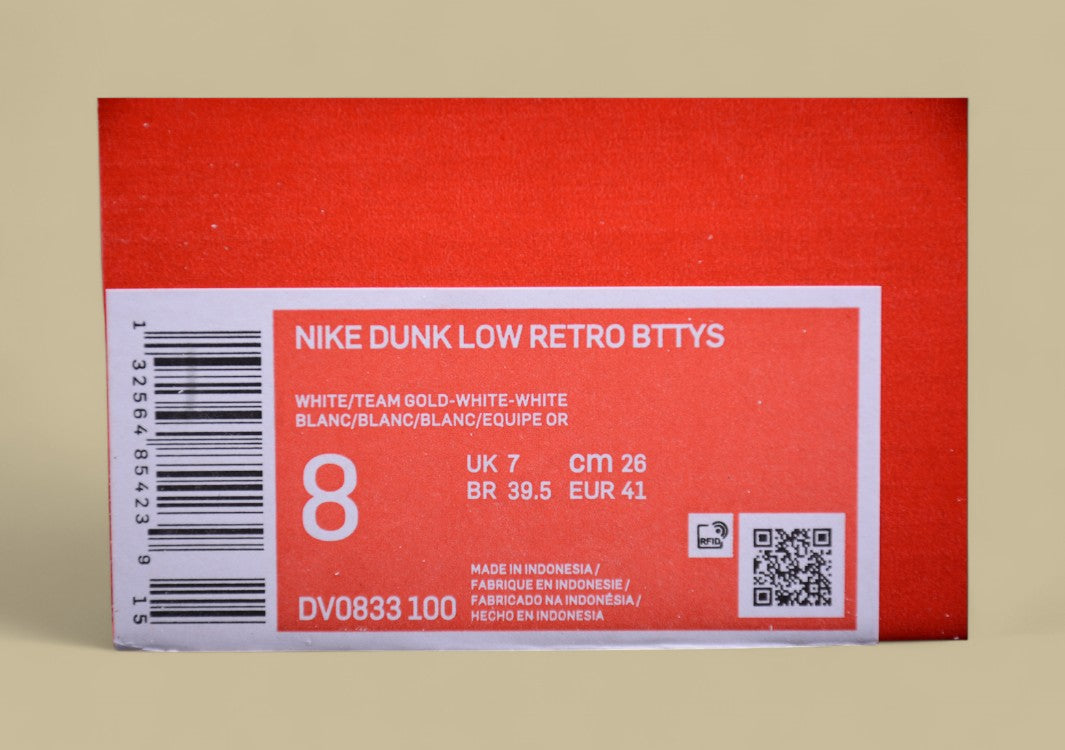 NIKE DUNK LOW RETRO BTTYS
WHITE/TEAM GOLD-WHITE-WHITE
BLANC/BLANC/BLANC/EQUIPE OR
8
UK 7 cm 26
BR 39.5 EUR 41
RFID
MADE IN INDONESIA /
FABRIQUE EN INDONESIE /
FABRICADO NA INDONÉSIA /
HECHO EN INDONESIA
DV0833 100
1 32564 85423 9 15